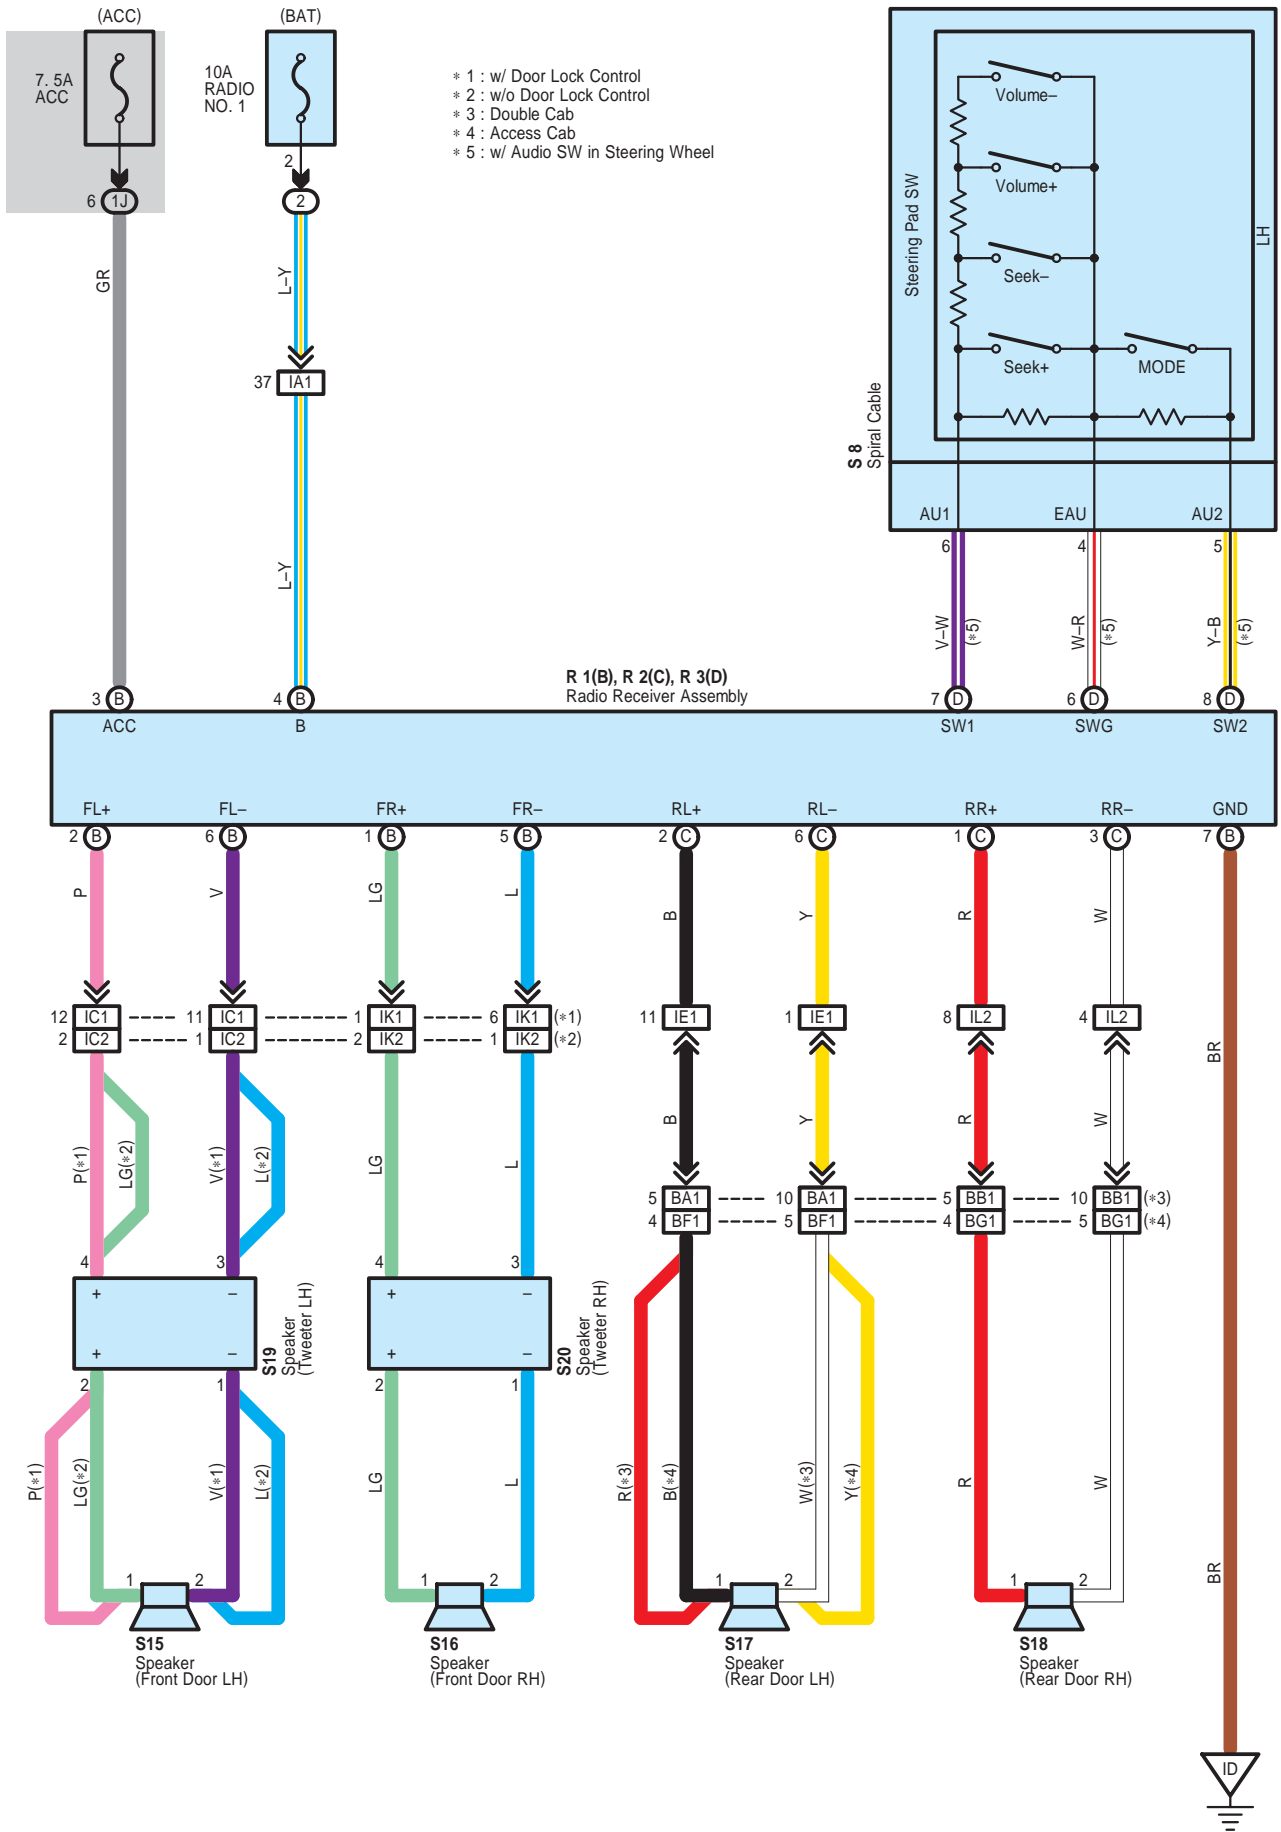 (ACC)
(BAT)
7. 5A
ACC
10A
RADIO
NO. 1
∗ 1 : w/ Door Lock Control
∗ 2 : w/o Door Lock Control
∗ 3 : Double Cab
∗ 4 : Access Cab
∗ 5 : w/ Audio SW in Steering Wheel
2
6 1J
2
GR
L–Y
37 IA1
L–Y
Steering Pad SW
LH
Volume–
Volume+
Seek–
Seek+
MODE
S 8
Spiral Cable
AU1
EAU
AU2
6
4
5
V–W
(∗5)
W–R
(∗5)
Y–B
(∗5)
R 1(B), R 2(C), R 3(D)
Radio Receiver Assembly
3 B
4 B
7 D
6 D
8 D
ACC
B
SW1
SWG
SW2
FL+
FL–
FR+
FR–
RL+
RL–
RR+
RR–
GND
2 B
6 B
1 B
5 B
2 C
6 C
1 C
3 C
7 B
P
V
LG
L
B
Y
R
W
12 IC1
11 IC1
1 IK1
6 IK1 (∗1)
2 IC2
1 IC2
2 IK2
1 IK2 (∗2)
11 IE1
1 IE1
8 IL2
4 IL2
BR
P(∗1)
LG(∗2)
V(∗1)
L(∗2)
LG
L
B
Y
R
W
5 BA1
10 BA1
5 BB1
10 BB1 (∗3)
4 BF1
5 BF1
4 BG1
5 BG1 (∗4)
4
3
4
3
+
–
+
–
+
–
+
–
S19
Speaker
(Tweeter LH)
S20
Speaker
(Tweeter RH)
2
1
2
1
P(∗1)
LG(∗2)
V(∗1)
L(∗2)
LG
L
R(∗3)
B(∗4)
W(∗3)
Y(∗4)
R
W
BR
1
2
1
2
1
2
1
2
S15
Speaker
(Front Door LH)
S16
Speaker
(Front Door RH)
S17
Speaker
(Rear Door LH)
S18
Speaker
(Rear Door RH)
ID